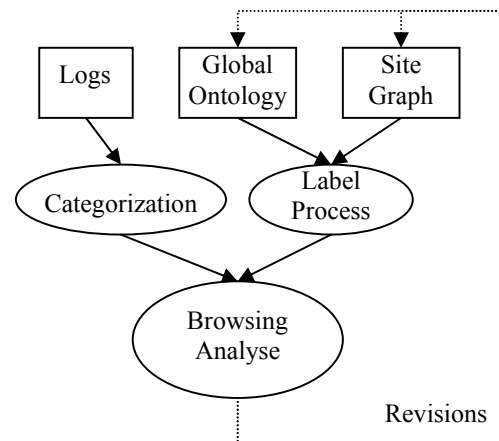 Logs
Global
Ontology
Site
Graph
Categorization
Label
Process
Browsing
Analyse
Revisions